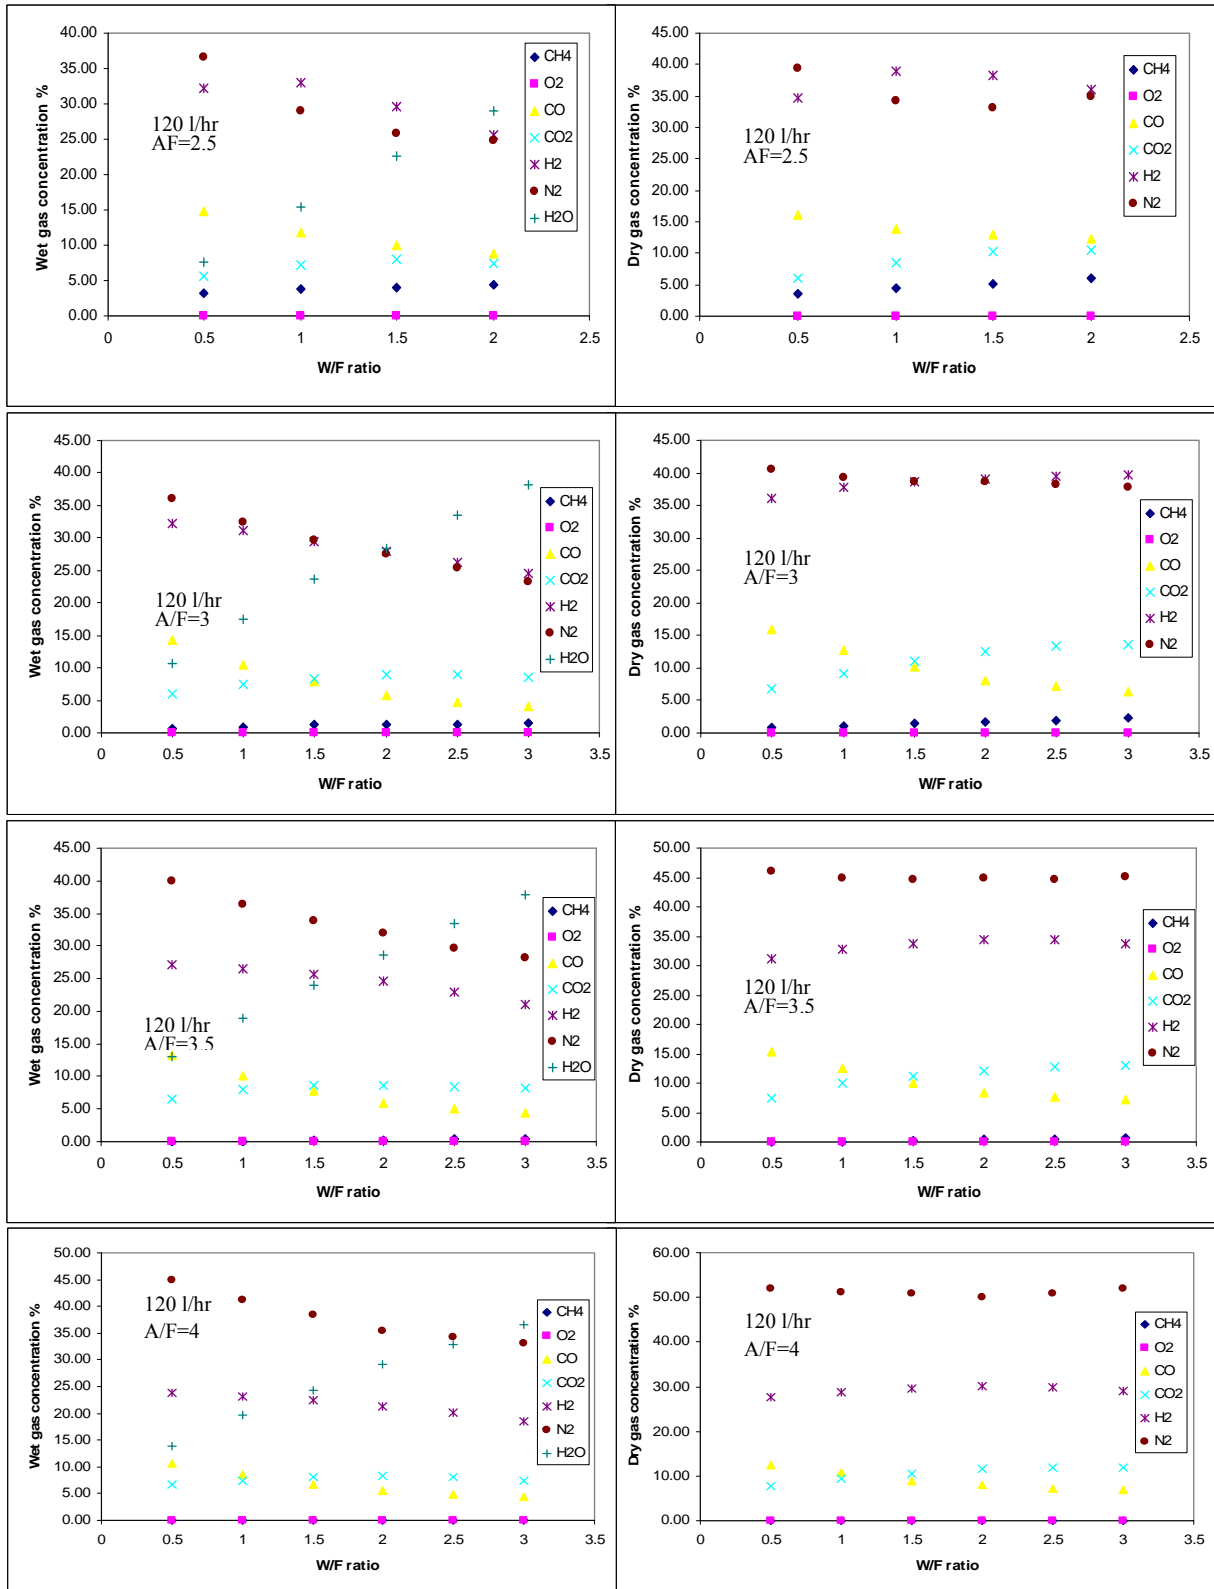 Wet gas concentration %
40.00
35.00
30.00
25.00
20.00
15.00
10.00
5.00
0.00
0 0.5 1 1.5 2 2.5
W/F ratio
120 l/hr
AF=2.5
CH4
O2
CO
CO2
H2
N2
H2O
Dry gas concentration %
45.00
40.00
35.00
30.00
25.00
20.00
15.00
10.00
5.00
0.00
0 0.5 1 1.5 2 2.5
W/F ratio
120 l/hr
AF=2.5
CH4
O2
CO
CO2
H2
N2
Wet gas concentration %
45.00
40.00
35.00
30.00
25.00
20.00
15.00
10.00
5.00
0.00
0 0.5 1 1.5 2 2.5 3 3.5
W/F ratio
120 l/hr
A/F=3
CH4
O2
CO
CO2
H2
N2
H2O
Dry gas concentration %
45.00
40.00
35.00
30.00
25.00
20.00
15.00
10.00
5.00
0.00
0 0.5 1 1.5 2 2.5 3 3.5
W/F ratio
120 l/hr
A/F=3
CH4
O2
CO
CO2
H2
N2
Wet gas concentration %
45.00
40.00
35.00
30.00
25.00
20.00
15.00
10.00
5.00
0.00
0 0.5 1 1.5 2 2.5 3 3.5
W/F ratio
120 l/hr
A/F=3.5
CH4
O2
CO
CO2
H2
N2
H2O
Dry gas concentration %
50.00
45.00
40.00
35.00
30.00
25.00
20.00
15.00
10.00
5.00
0.00
0 0.5 1 1.5 2 2.5 3 3.5
W/F ratio
120 l/hr
A/F=3.5
CH4
O2
CO
CO2
H2
N2
Wet gas concentration %
50.00
45.00
40.00
35.00
30.00
25.00
20.00
15.00
10.00
5.00
0.00
0 0.5 1 1.5 2 2.5 3 3.5
W/F ratio
120 l/hr
A/F=4
CH4
O2
CO
CO2
H2
N2
H2O
Dry gas concentration %
60.00
50.00
40.00
30.00
20.00
10.00
0.00
0 0.5 1 1.5 2 2.5 3 3.5
W/F ratio
120 l/hr
A/F=4
CH4
O2
CO
CO2
H2
N2